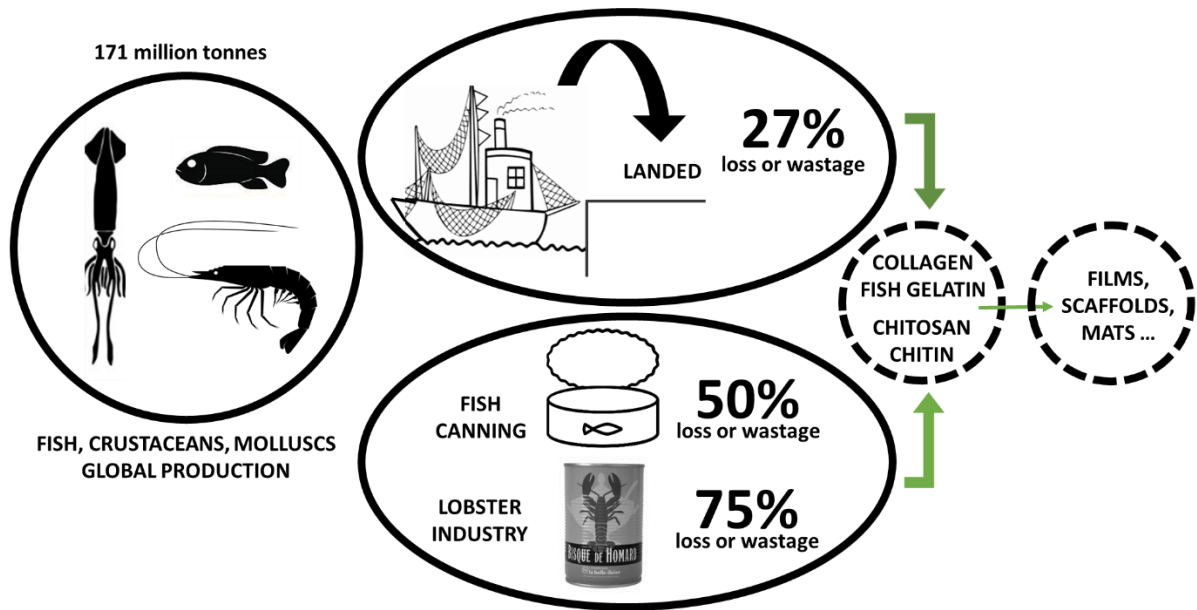 171 million tonnes
FISH, CRUSTACEANS, MOLLUSCS
GLOBAL PRODUCTION
LANDED
27%
loss or wastage
FISH
CANNING
50%
loss or wastage
LOBSTER
INDUSTRY
BISQUE DE HOMARD
75%
loss or wastage
COLLAGEN
FISH GELATIN
CHITOSAN
CHITIN
FILMS,
SCAFFOLDS,
MATS ...